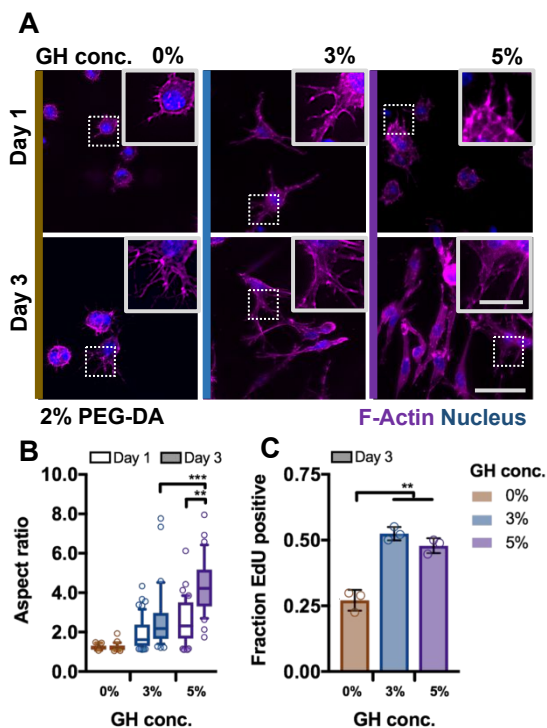 A
GH conc. 0% 3% 5%
Day 1
Day 3
2% PEG-DA F-Actin Nucleus
B
Day 1 Day 3
***
**
Aspect ratio
10.0
8.0
6.0
4.0
2.0
0.0
0% 3% 5%
GH conc.
C
Day 3
**
Fraction EdU positive
0.75
0.50
0.25
0.00
0% 3% 5%
GH conc.
GH conc.
0%
3%
5%